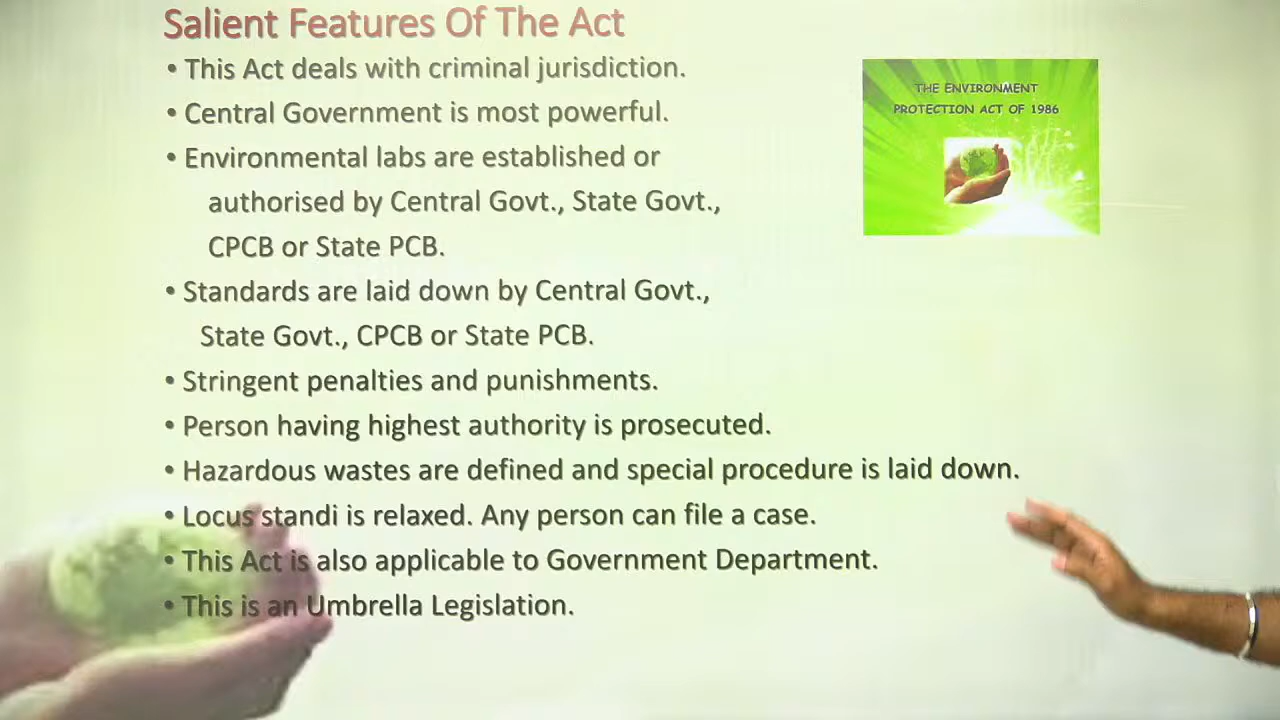 Salient Features Of The Act
• This Act deals with criminal jurisdiction.
• Central Government is most powerful.
• Environmental labs are established or
authorised by Central Govt., State Govt.,
CPCB or State PCB.
• Standards are laid down by Central Govt.,
State Govt., CPCB or State PCB.
• Stringent penalties and punishments.
• Person having highest authority is prosecuted.
• Hazardous wastes are defined and special procedure is laid down.
• Locus standi is relaxed. Any person can file a case.
• This Act is also applicable to Government Department.
• This is an Umbrella Legislation.
THE ENVIRONMENT
PROTECTION ACT OF 1986